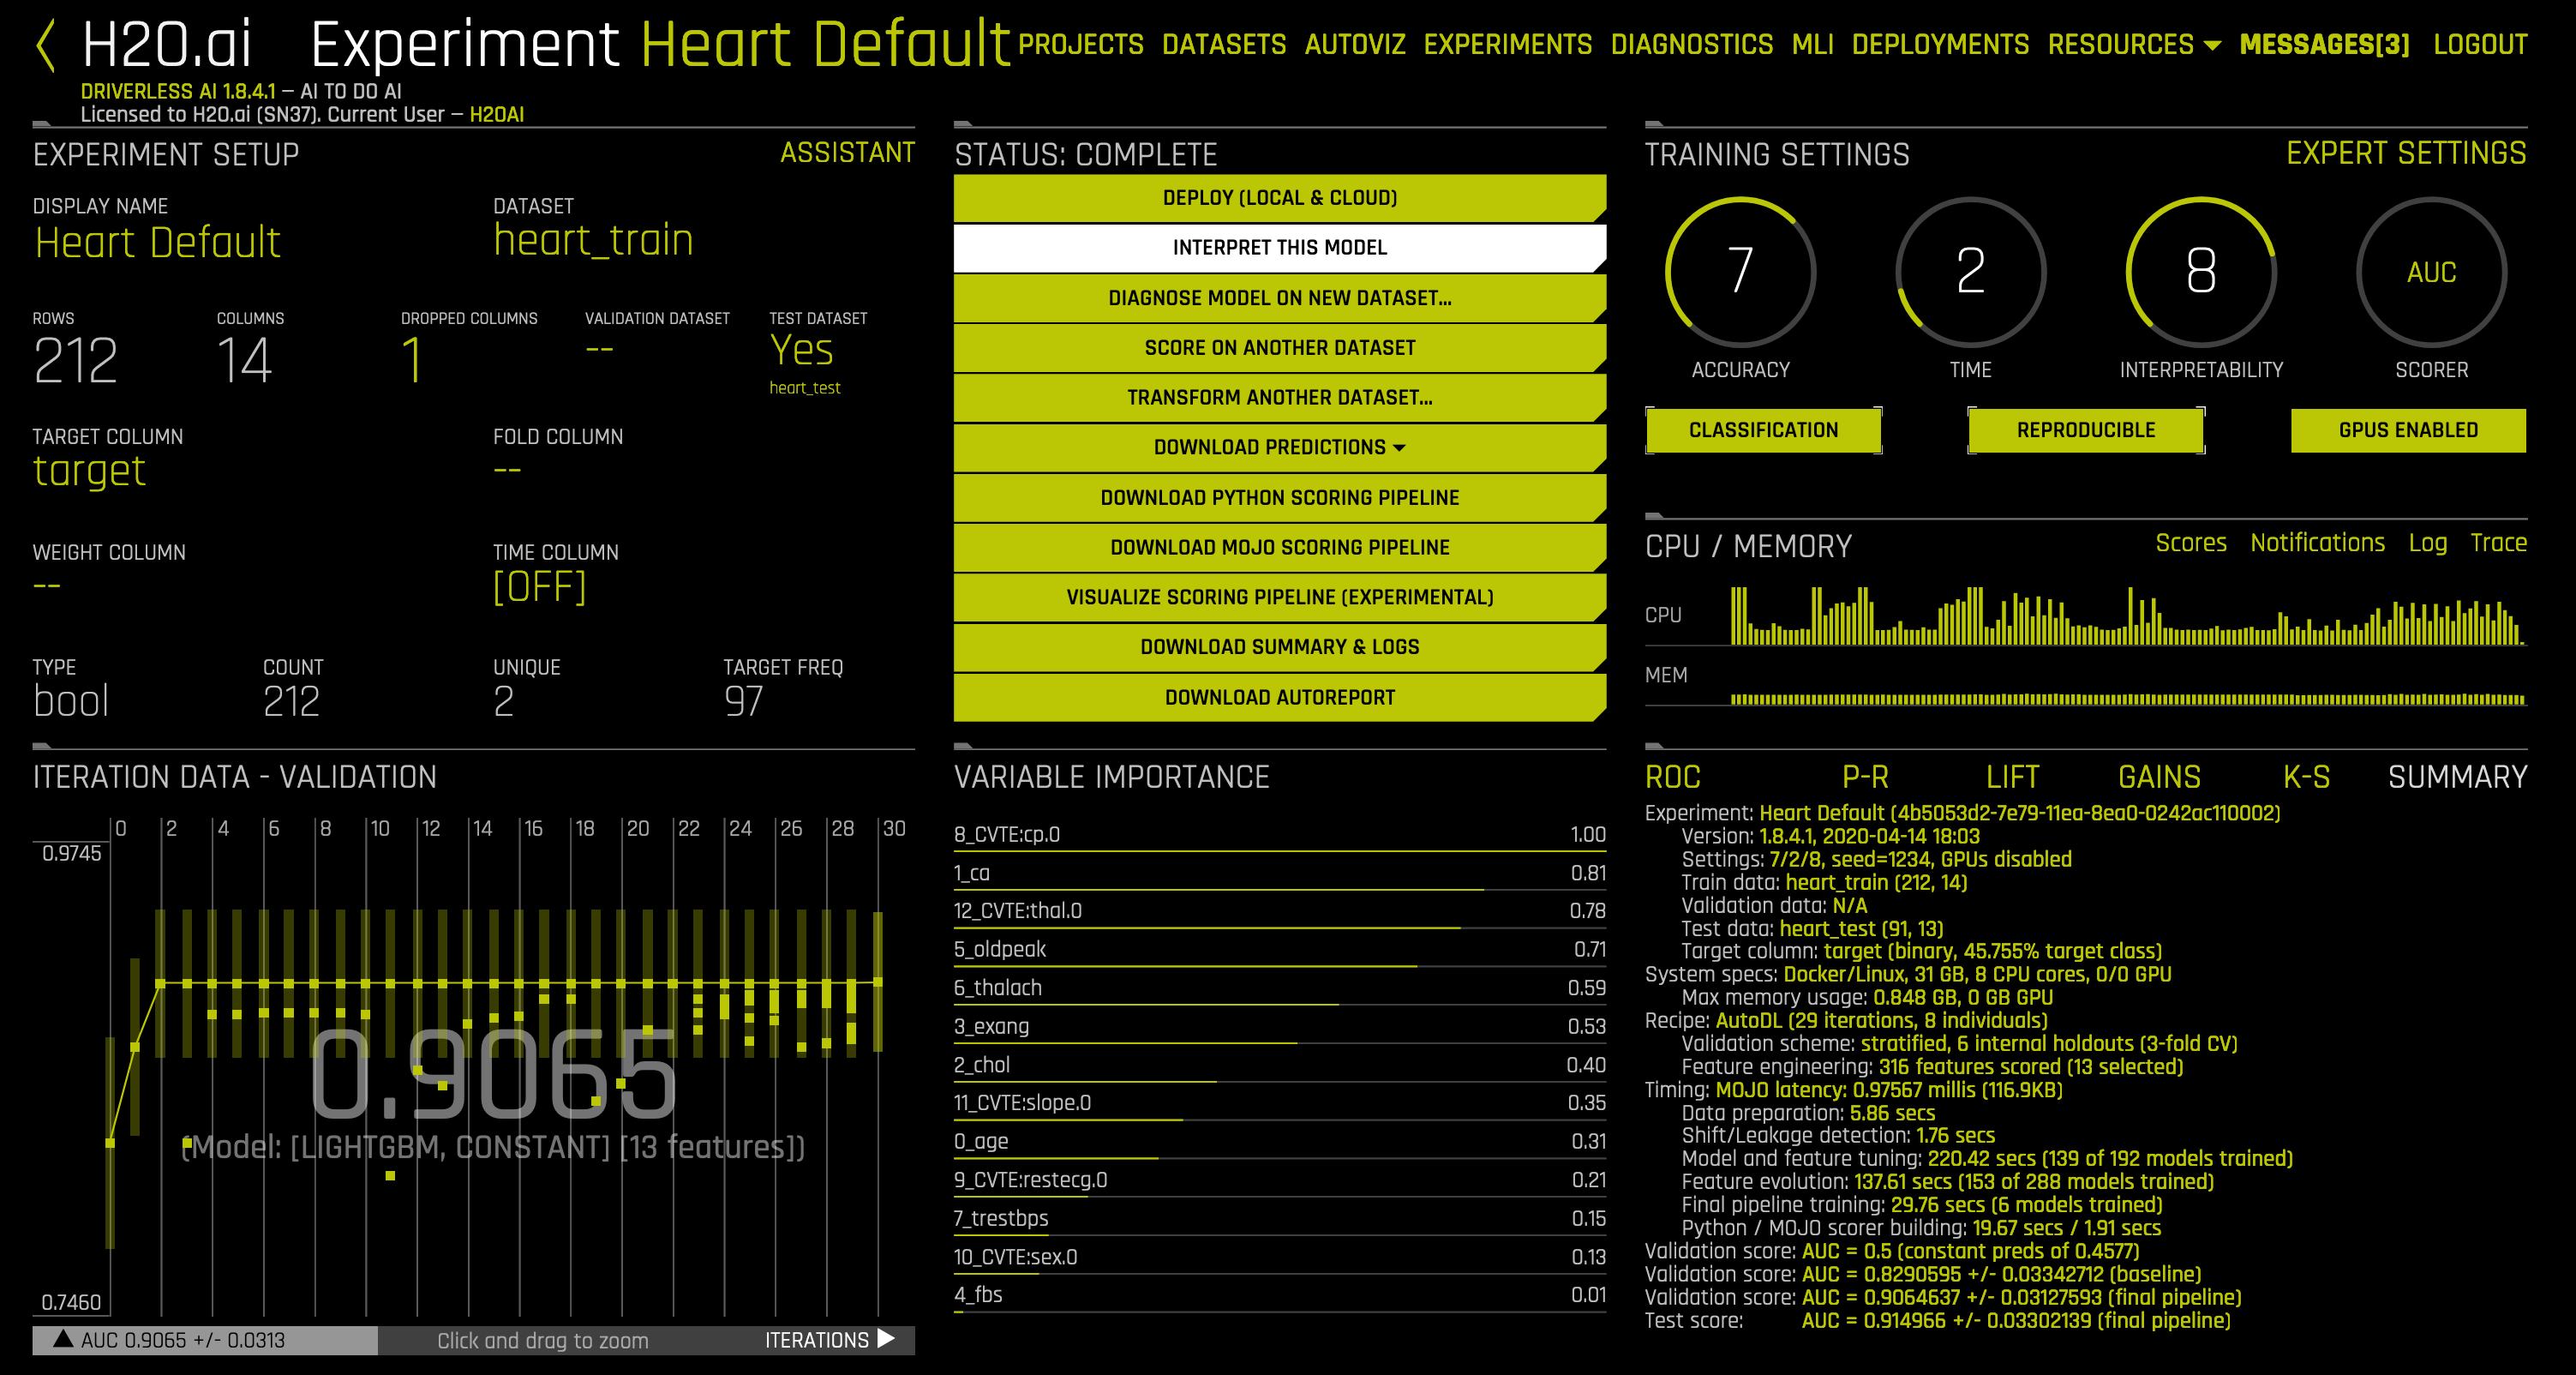 H2O.ai Experiment Heart Default
PROJECTS DATASETS AUTOVIZ EXPERIMENTS DIAGNOSTICS MLI DEPLOYMENTS RESOURCES MESSAGES[3] LOGOUT
DRIVERLESS AI 1.8.4.1 — AI TO DO AI
Licensed to H2O.ai (SN37). Current User — H2OAI
EXPERIMENT SETUP ASSISTANT
DISPLAY NAME DATASET
Heart Default heart_train
ROWS COLUMNS DROPPED COLUMNS VALIDATION DATASET TEST DATASET
212 14 1 -- Yes
heart_test
TARGET COLUMN FOLD COLUMN
target --
WEIGHT COLUMN TIME COLUMN
-- [OFF]
TYPE COUNT UNIQUE TARGET FREQ
bool 212 2 97
STATUS: COMPLETE
DEPLOY (LOCAL & CLOUD)
INTERPRET THIS MODEL
DIAGNOSE MODEL ON NEW DATASET...
SCORE ON ANOTHER DATASET
TRANSFORM ANOTHER DATASET...
DOWNLOAD PREDICTIONS
DOWNLOAD PYTHON SCORING PIPELINE
DOWNLOAD MOJO SCORING PIPELINE
VISUALIZE SCORING PIPELINE (EXPERIMENTAL)
DOWNLOAD SUMMARY & LOGS
DOWNLOAD AUTOREPORT
TRAINING SETTINGS EXPERT SETTINGS
7 2 8 AUC
ACCURACY TIME INTERPRETABILITY SCORER
CLASSIFICATION REPRODUCIBLE GPUS ENABLED
CPU / MEMORY Scores Notifications Log Trace
CPU
MEM
ITERATION DATA - VALIDATION
0 2 4 6 8 10 12 14 16 18 20 22 24 26 28 30
0.9745
0.9065
(Model: [LIGHTGBM, CONSTANT] [13 features])
0.7460
AUC 0.9065 +/- 0.0313 Click and drag to zoom ITERATIONS
VARIABLE IMPORTANCE
8_CVTE:cp.0 1.00
1_ca 0.81
12_CVTE:thal.0 0.78
5_oldpeak 0.71
6_thalach 0.59
3_exang 0.53
2_chol 0.40
11_CVTE:slope.0 0.35
0_age 0.31
9_CVTE:restecg.0 0.21
7_trestbps 0.15
10_CVTE:sex.0 0.13
4_fbs 0.01
ROC P-R LIFT GAINS K-S SUMMARY
Experiment: Heart Default (4b5053d2-7e79-11ea-8ea0-0242ac110002)
Version: 1.8.4.1, 2020-04-14 18:03
Settings: 7/2/8, seed=1234, GPUs disabled
Train data: heart_train (212, 14)
Validation data: N/A
Test data: heart_test (91, 13)
Target column: target (binary, 45.755% target class)
System specs: Docker/Linux, 31 GB, 8 CPU cores, 0/0 GPU
Max memory usage: 0.848 GB, 0 GB GPU
Recipe: AutoDL (29 iterations, 8 individuals)
Validation scheme: stratified, 6 internal holdouts (3-fold CV)
Feature engineering: 316 features scored (13 selected)
Timing: MOJO latency: 0.97567 millis (116.9KB)
Data preparation: 5.86 secs
Shift/Leakage detection: 1.76 secs
Model and feature tuning: 220.42 secs (139 of 192 models trained)
Feature evolution: 137.61 secs (153 of 288 models trained)
Final pipeline training: 29.76 secs (6 models trained)
Python / MOJO scorer building: 19.67 secs / 1.91 secs
Validation score: AUC = 0.5 (constant preds of 0.4577)
Validation score: AUC = 0.8290595 +/- 0.03342712 (baseline)
Validation score: AUC = 0.9064637 +/- 0.03127593 (final pipeline)
Test score: AUC = 0.914966 +/- 0.03302139 (final pipeline)